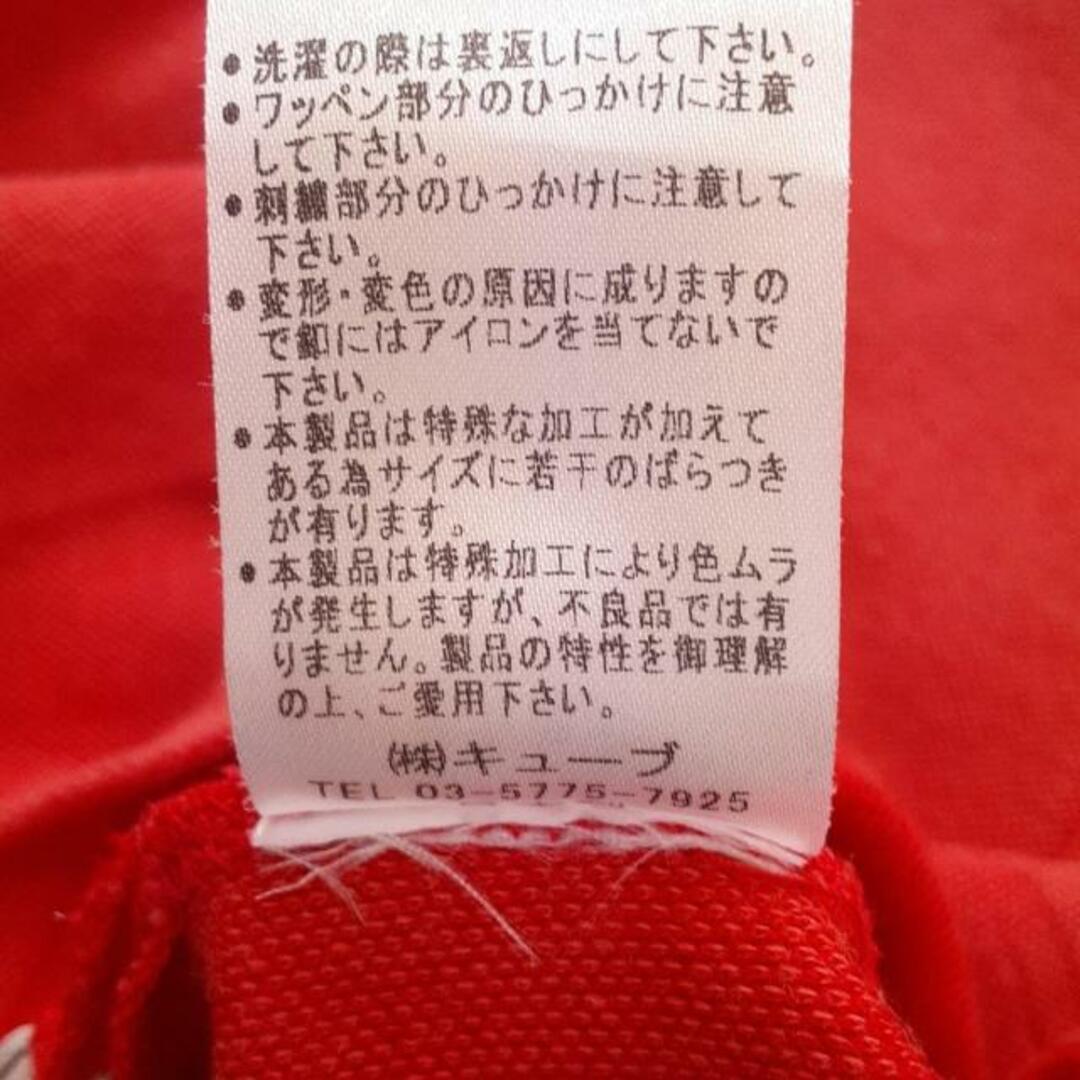 ●洗濯の際は裏返しにして下さい。
●ワッペン部分のひっかけに注意
して下さい。
●刺繍部分のひっかけに注意して
下さい。
●変形・変色の原因に成りますの
で釦にはアイロンを当てないで
下さい。
●本製品は特殊な加工が加えて
ある為サイズに若干のばらつき
が有ります。
●本製品は特殊加工により色ムラ
が発生しますが、不良品では有
りません。製品の特性を御理解
の上、ご愛用下さい。
㈱キューブ
TEL 03-5775-7925